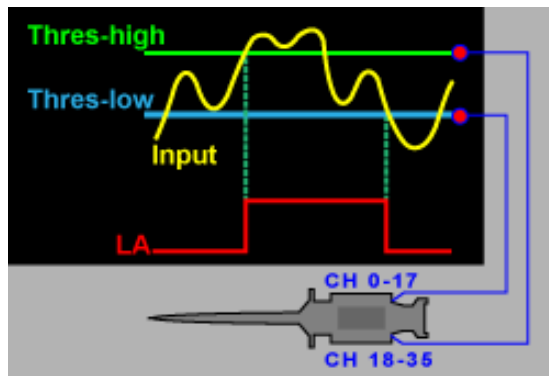 Thres-high
Thres-low
Input
LA
CH 0-17
CH 18-35